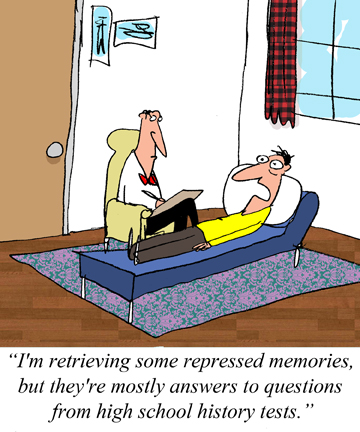 “I'm retrieving some repressed memories,
but they're mostly answers to questions
from high school history tests.”